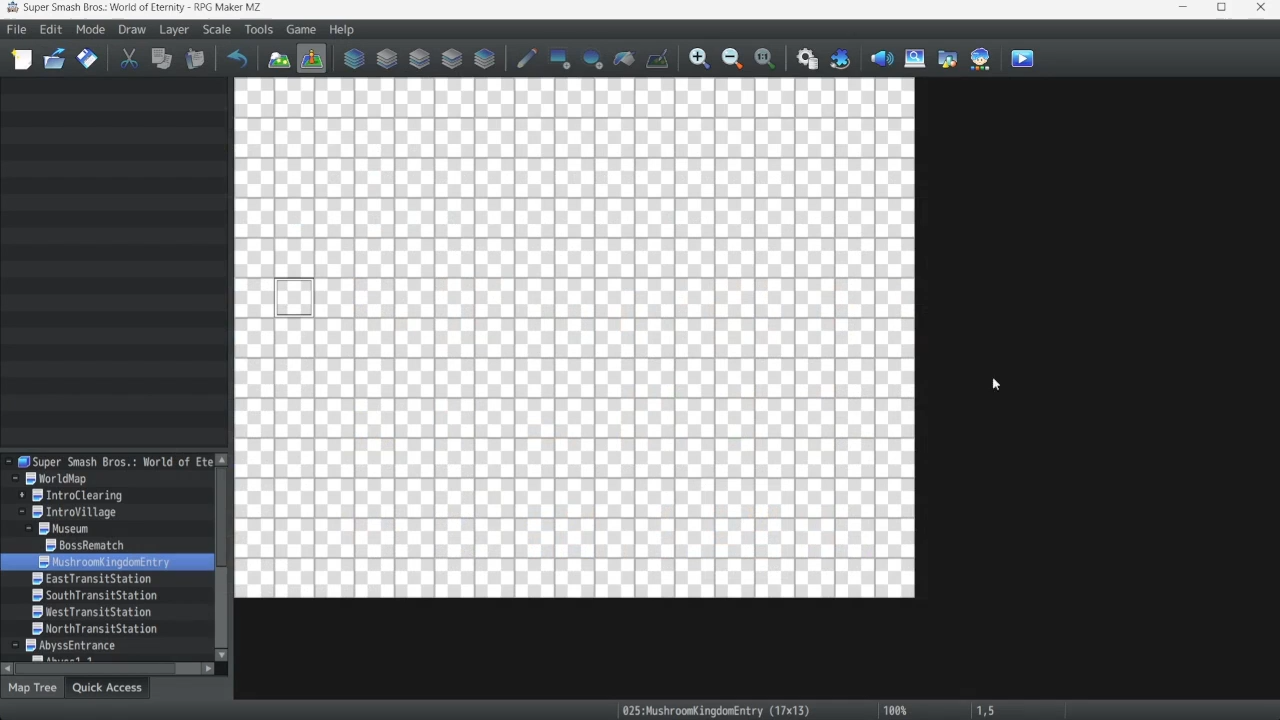 Super Smash Bros.: World of Eternity - RPG Maker MZ
File Edit Mode Draw Layer Scale Tools Game Help
Super Smash Bros.: World of Ete
WorldMap
IntroClearing
IntroVillage
Museum
BossRematch
MushroomKingdomEntry
EastTransitStation
SouthTransitStation
WestTransitStation
NorthTransitStation
AbyssEntrance
Map Tree Quick Access
025:MushroomKingdomEntry (17×13) 100% 1,5